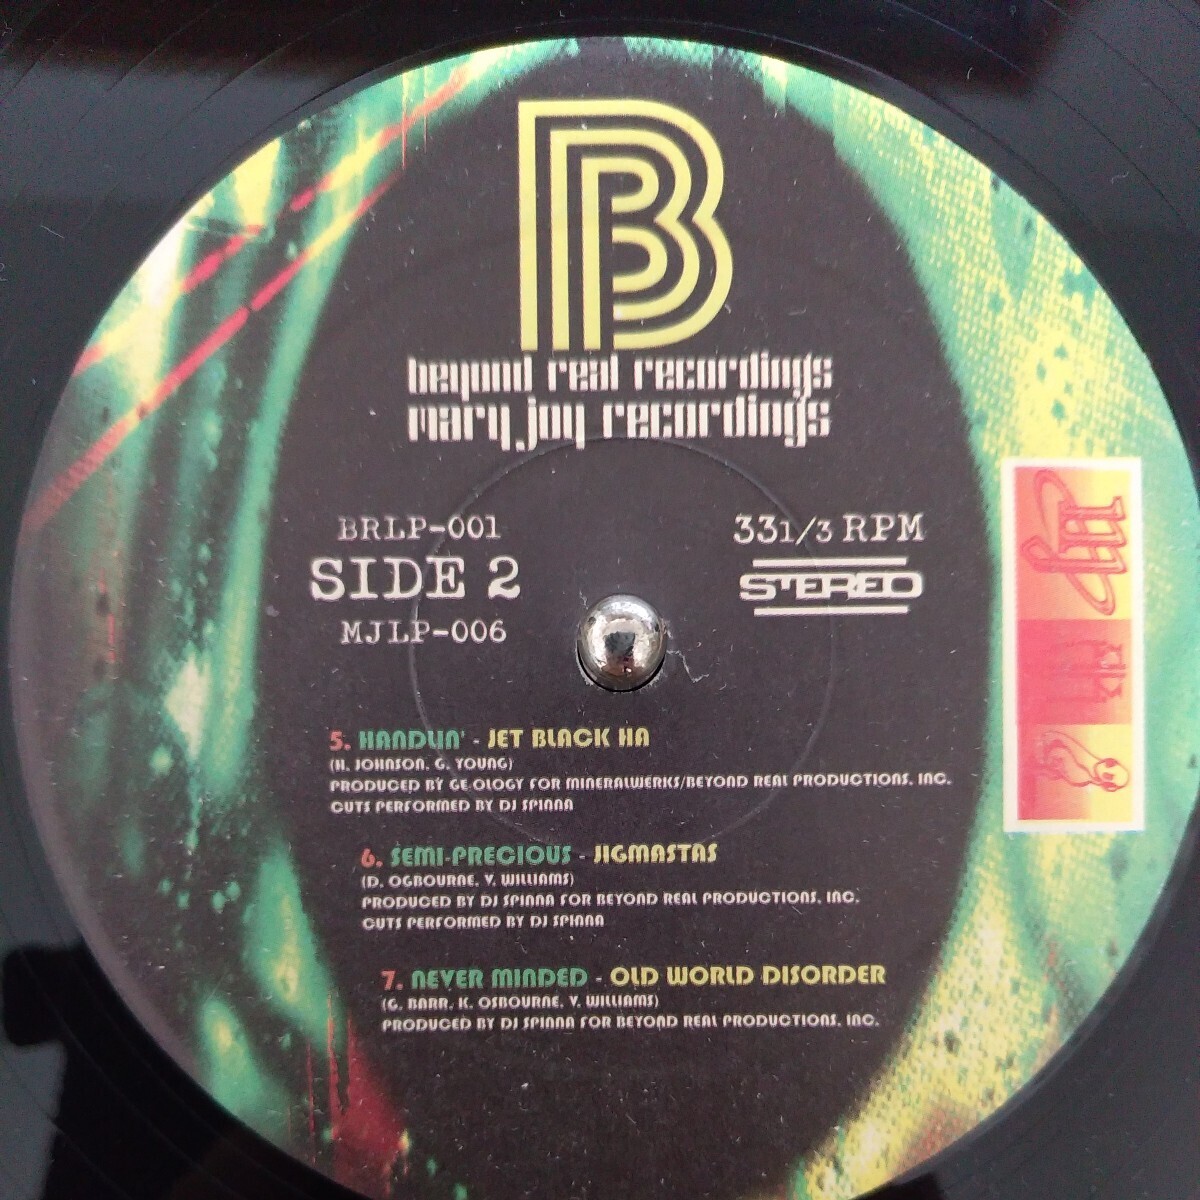 B
beyond real recordings
mary joy recordings
BRLP-001
SIDE 2
MJLP-006
33 1/3 RPM
STEREO
5. HANDLIN' - JET BLACK HA
(H. JOHNSON, G. YOUNG)
PRODUCED BY GE-OLOGY FOR MINERALWERKS/BEYOND REAL PRODUCTIONS, INC.
CUTS PERFORMED BY DJ SPINNA
6. SEMI-PRECIOUS - JIGMASTAS
(D. OGBOURNE, V. WILLIAMS)
PRODUCED BY DJ SPINNA FOR BEYOND REAL PRODUCTIONS, INC.
CUTS PERFORMED BY DJ SPINNA
7. NEVER MINDED - OLD WORLD DISORDER
(G. BARR, K. OSBOURNE, V. WILLIAMS)
PRODUCED BY DJ SPINNA FOR BEYOND REAL PRODUCTIONS, INC.